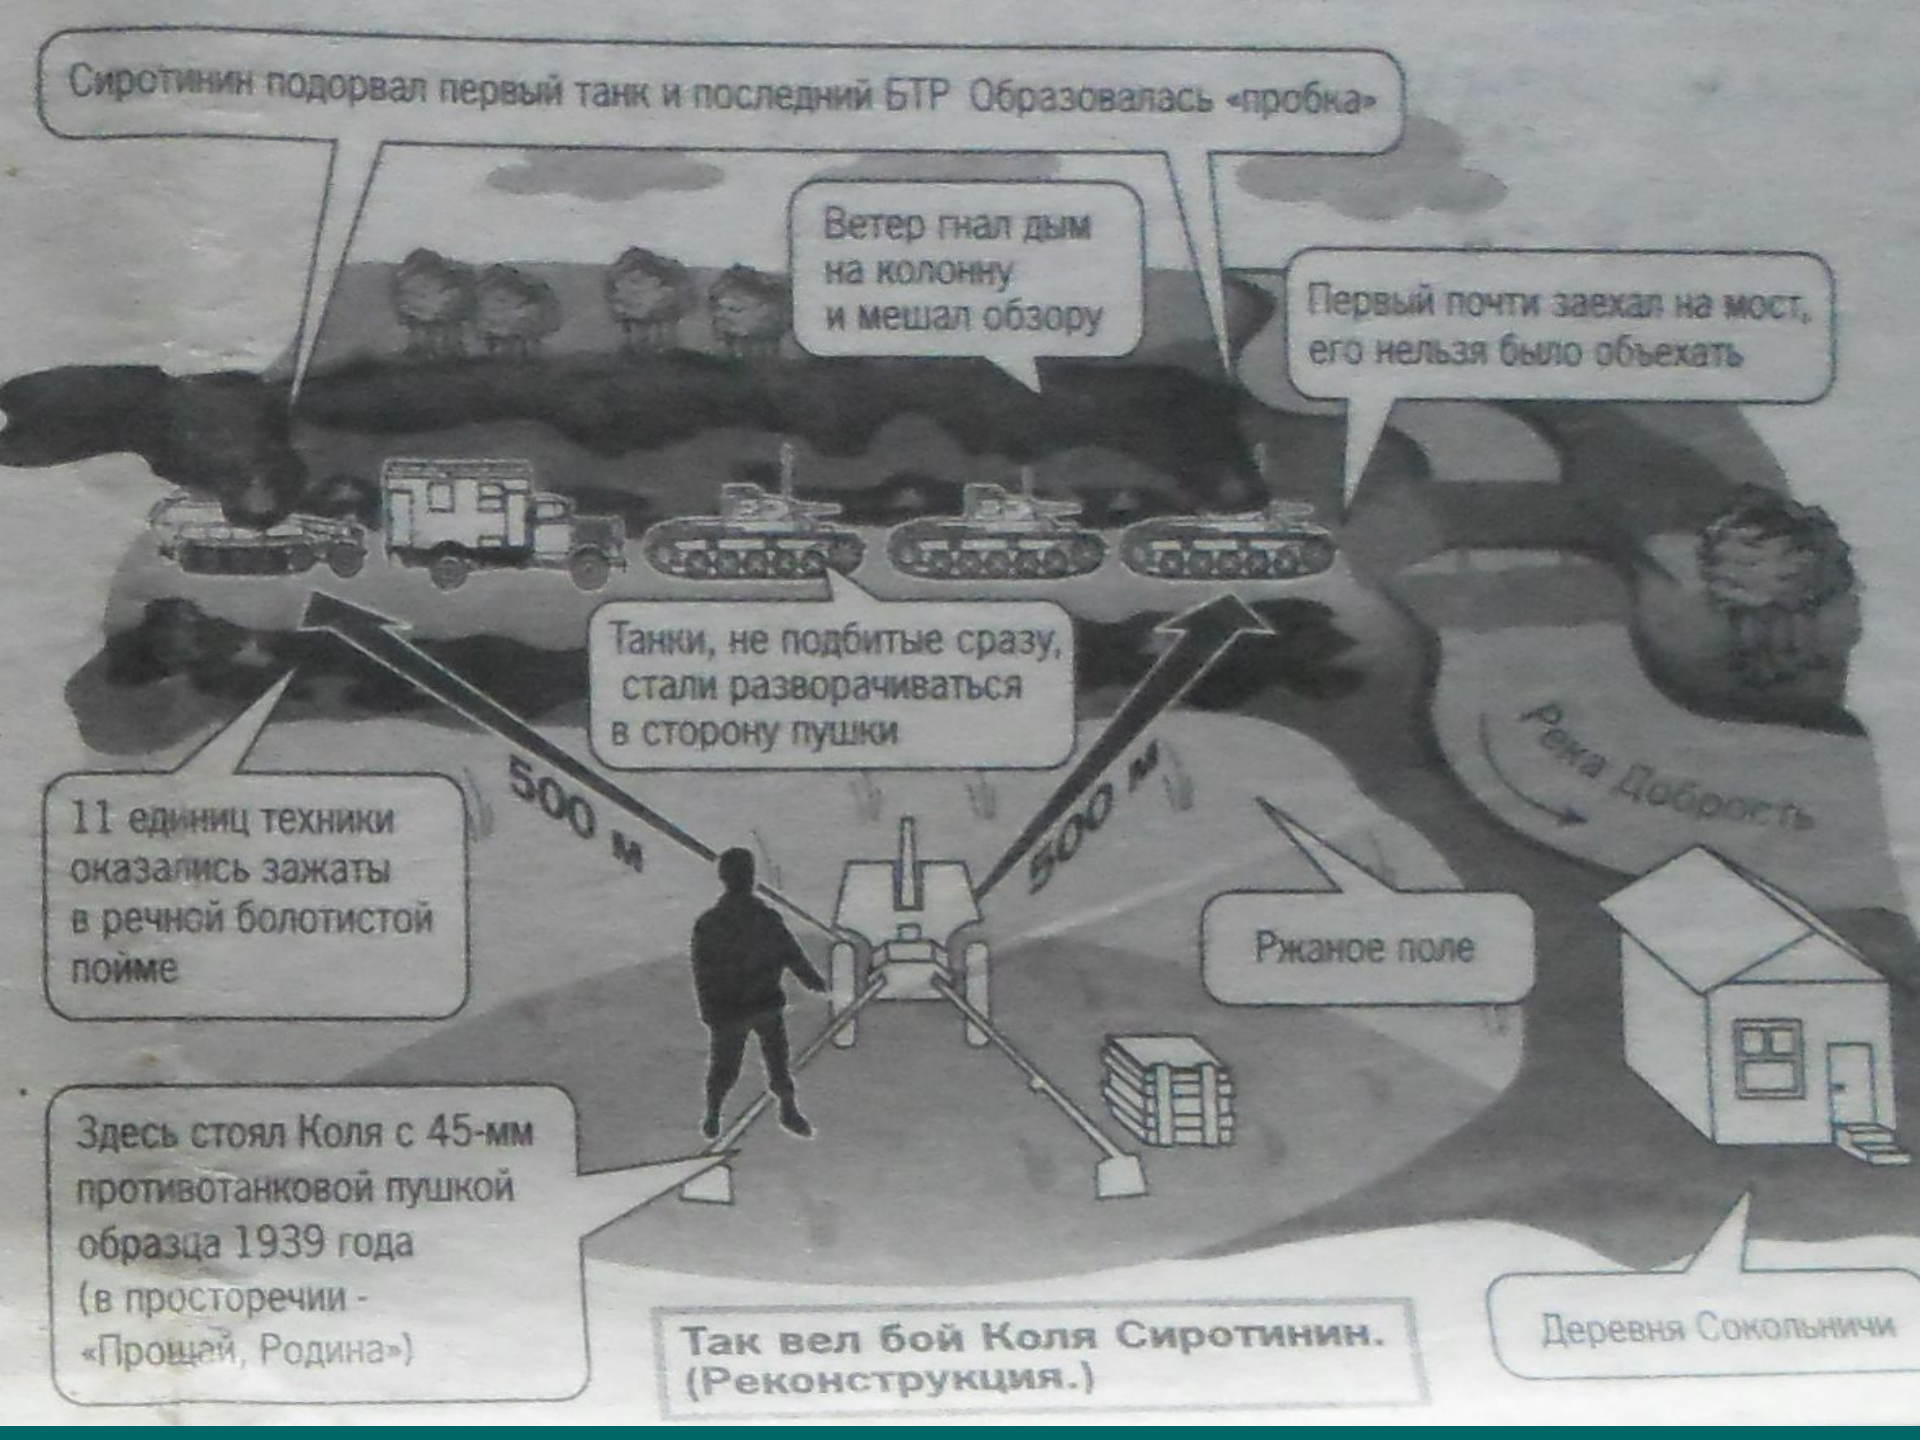 Сиротинин подорвал первый танк и последний БТР Образовалась «пробка»
Ветер гнал дым
на колонну
и мешал обзору
Первый почти заехал на мост,
его нельзя было объехать
Танки, не подбитые сразу,
стали разворачиваться
в сторону пушки
500 м
500 м
Река Добрость
11 единиц техники
оказались зажаты
в речной болотистой
пойме
Ржаное поле
Здесь стоял Коля с 45-мм
противотанковой пушкой
образца 1939 года
(в просторечии -
«Прощай, Родина»)
Так вел бой Коля Сиротинин.
(Реконструкция.)
Деревня Сокольничи